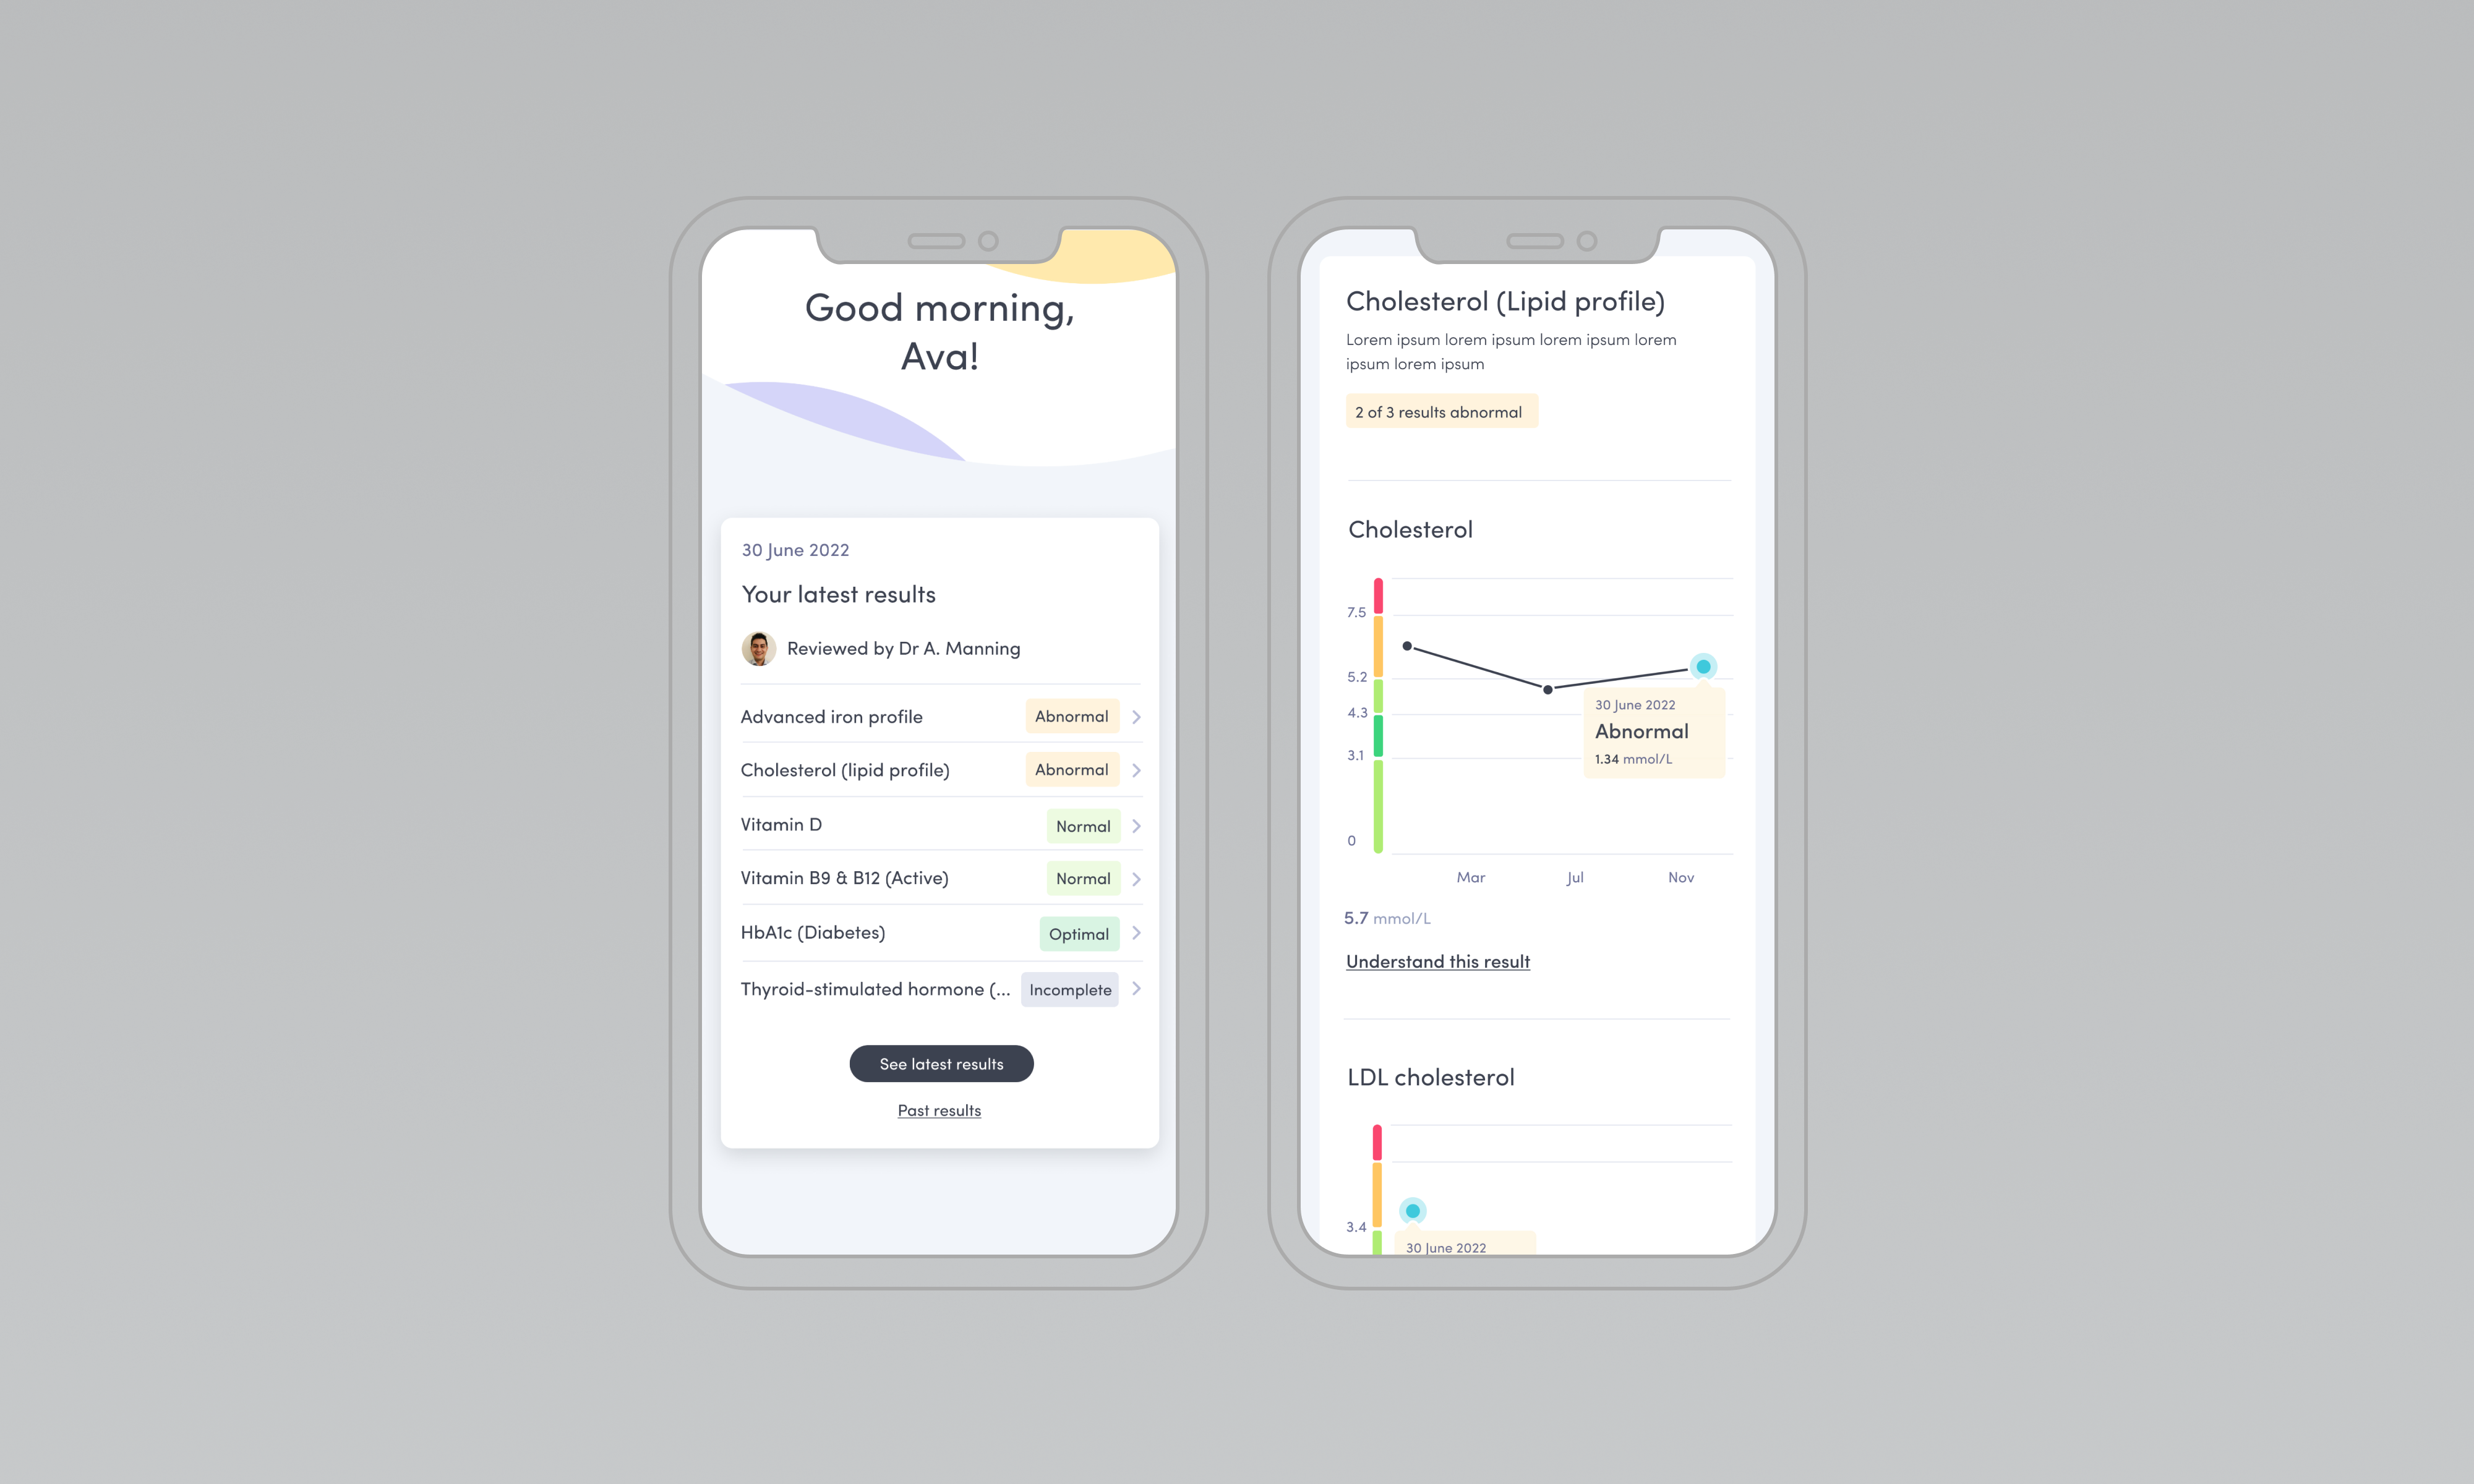 Good morning,
Ava!
30 June 2022
Your latest results
Reviewed by Dr A. Manning
Advanced iron profile Abnormal
Cholesterol (lipid profile) Abnormal
Vitamin D Normal
Vitamin B9 & B12 (Active) Normal
HbA1c (Diabetes) Optimal
Thyroid-stimulated hormone (... Incomplete
See latest results
Past results
Cholesterol (Lipid profile)
Lorem ipsum lorem ipsum lorem ipsum lorem
ipsum lorem ipsum
2 of 3 results abnormal
Cholesterol
7.5
5.2
4.3
3.1
0
30 June 2022
Abnormal
1.34 mmol/L
Mar Jul Nov
5.7 mmol/L
Understand this result
LDL cholesterol
3.4
30 June 2022